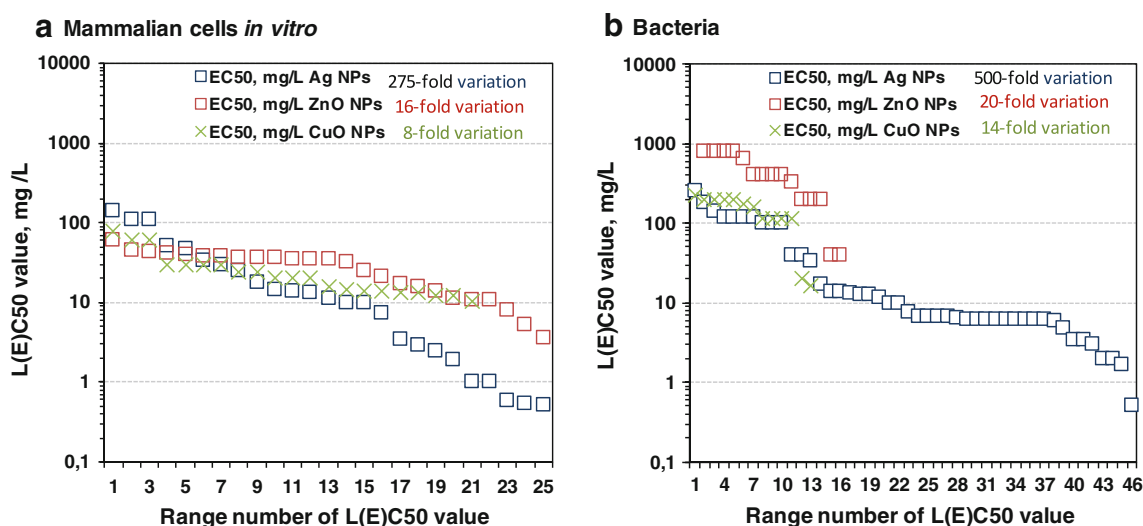 a Mammalian cells in vitro
10000
1000
100
10
1
0,1
L(E)C50 value, mg /L
EC50, mg/L Ag NPs 275-fold variation
EC50, mg/L ZnO NPs 16-fold variation
EC50, mg/L CuO NPs 8-fold variation
1 3 5 7 9 11 13 15 17 19 21 23 25
Range number of L(E)C50 value
b Bacteria
10000
1000
100
10
1
0,1
L(E)C50 value, mg/L
EC50, mg/L Ag NPs 500-fold variation
EC50, mg/L ZnO NPs 20-fold variation
EC50, mg/L CuO NPs 14-fold variation
1 4 7 10 13 16 19 22 25 28 31 34 37 40 43 46
Range number of L(E)C50 value